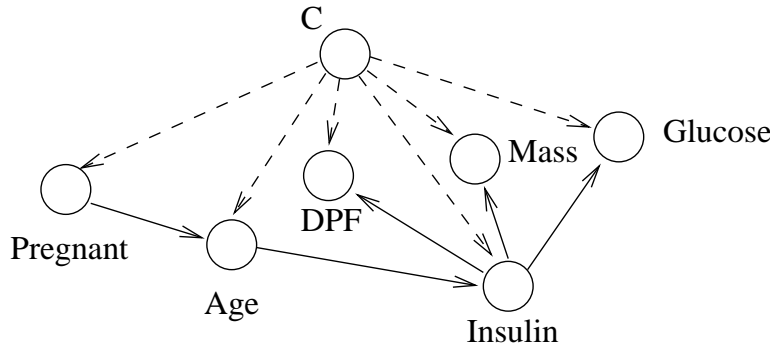 C
Glucose
Mass
DPF
Pregnant
Age
Insulin